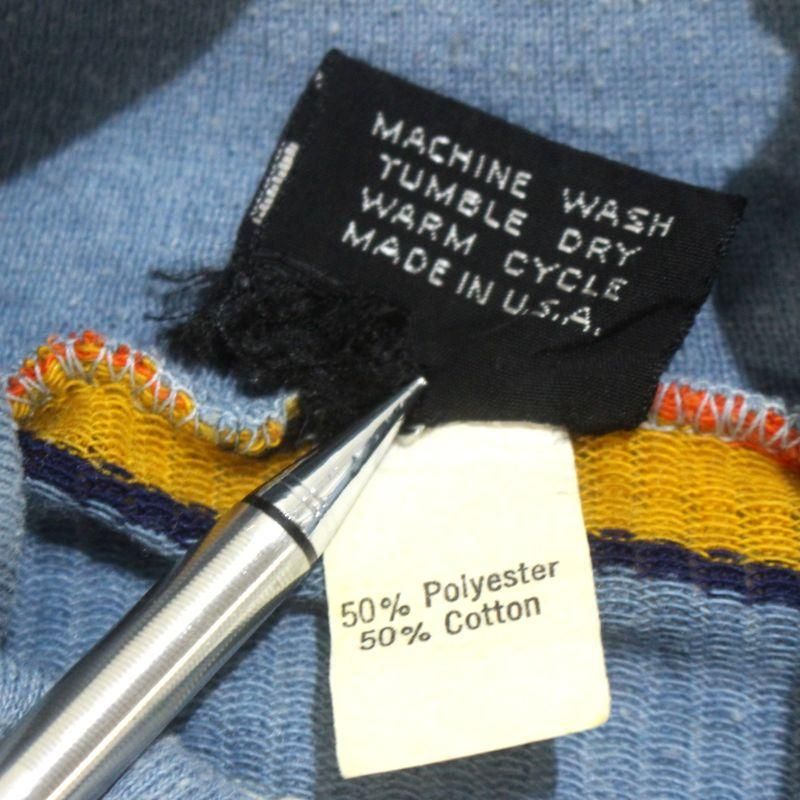 MACHINE WASH
TUMBLE DRY
WARM CYCLE
MADE IN U.S.A.
50% Polyester
50% Cotton